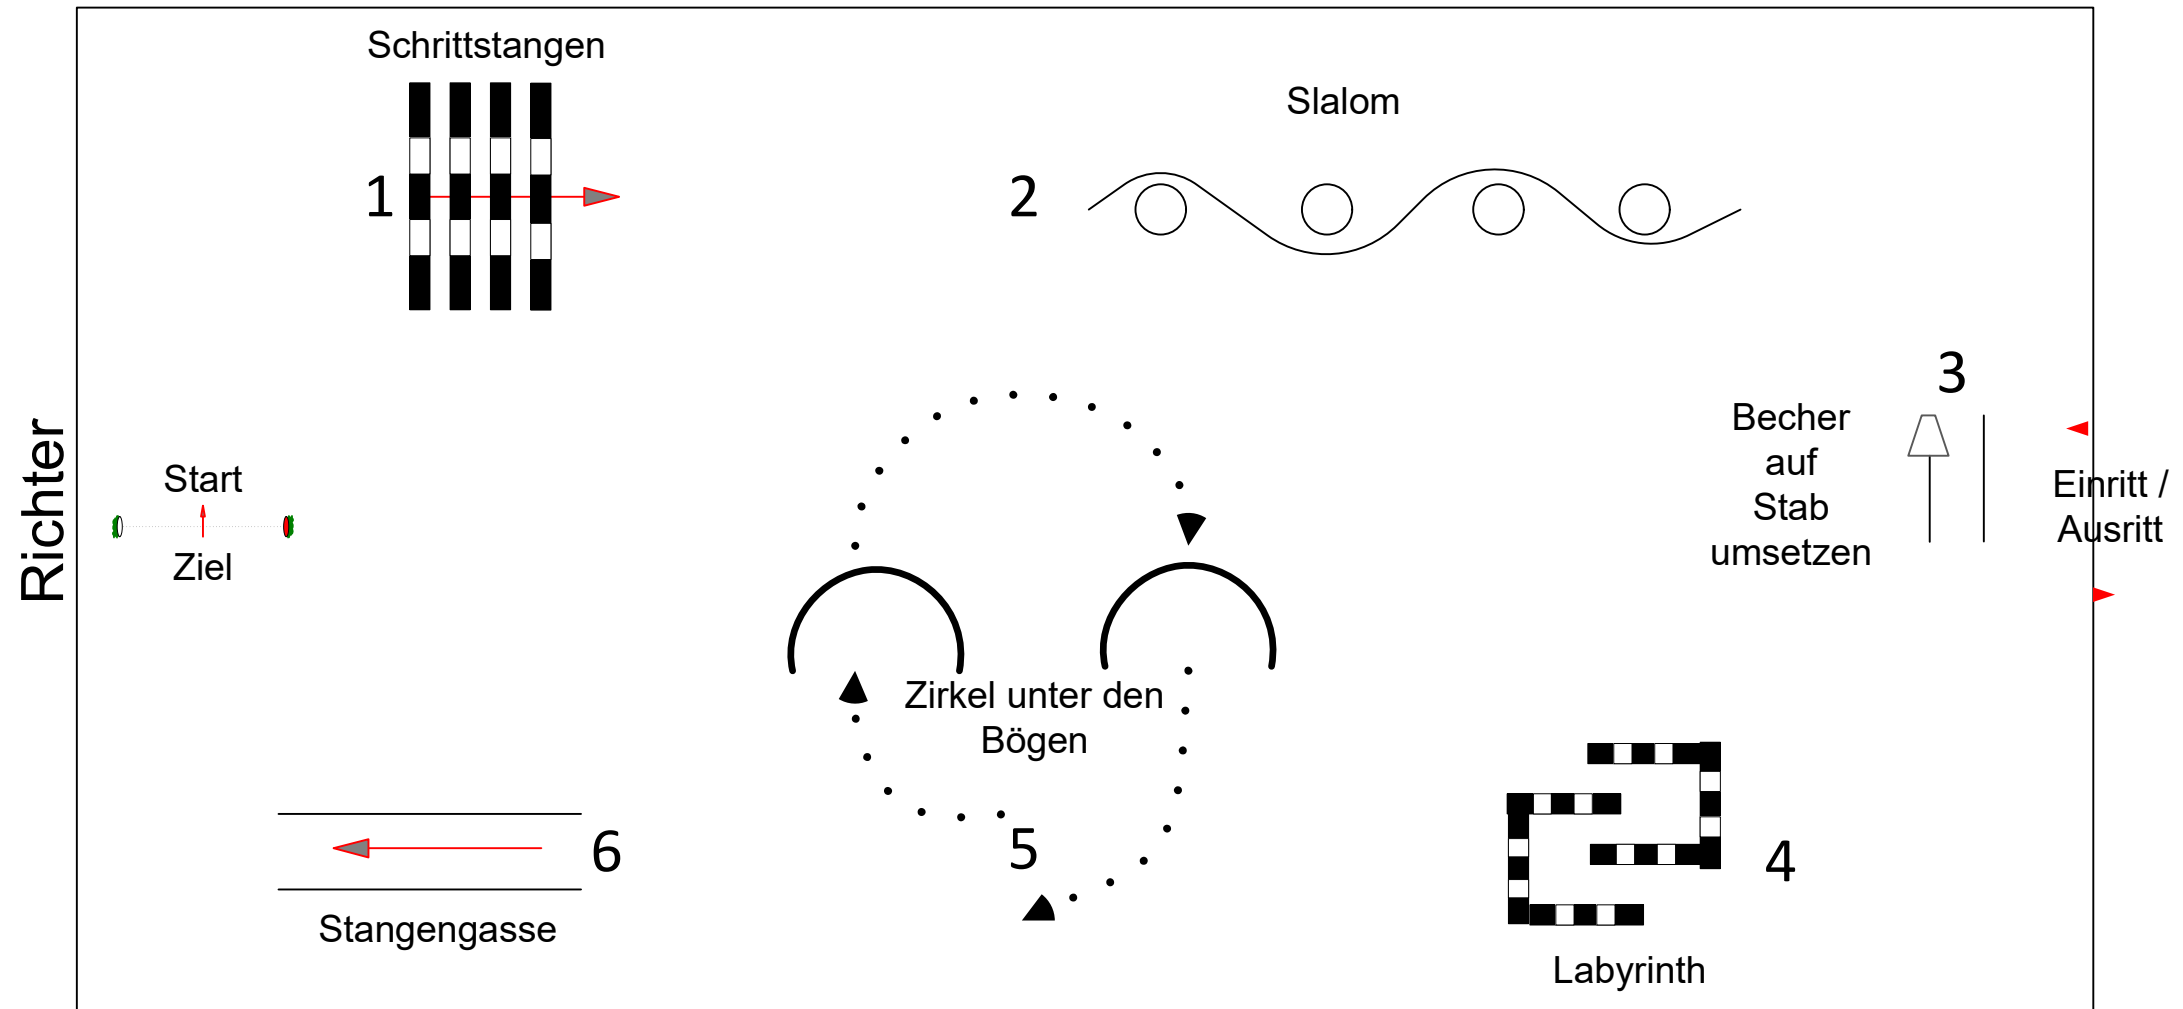 Schrittstangen
1
Slalom
2
3
Becher
auf
Stab
umsetzen
Einritt /
Ausritt
Richter
Start
Ziel
Zirkel unter den
Bögen
5
4
Labyrinth
6
Stangengasse